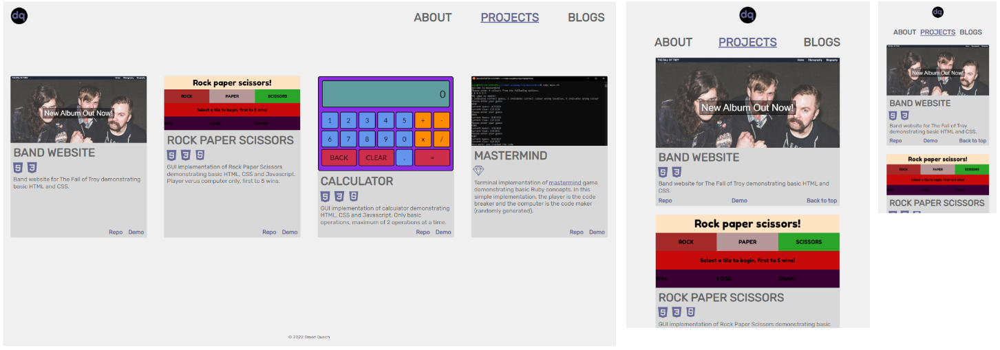 dq
ABOUT PROJECTS BLOGS
THE FALL OF TROY Home Discography Biography
New Album Out Now!
BAND WEBSITE
Band website for The Fall of Troy demonstrating
basic HTML and CSS.
Repo Demo
Rock paper scissors!
ROCK PAPER SCISSORS
Select a tile to begin, first to 5 wins!
WIN: LOSE: DRAW:
ROCK PAPER SCISSORS
GUI implementation of Rock Paper Scissors
demonstrating basic HTML, CSS and Javascript.
Player verus computer only, first to 5 wins.
Repo Demo
0
1 2 3 4 5 + -
6 7 8 9 0 x /
BACK CLEAR . =
CALCULATOR
GUI implementation of calculator demonstrating
HTML, CSS and Javascript. Only basic
operations, maximum of 2 operations at a time.
Repo Demo
MASTERMIND
Terminal implementation of mastermind game
demonstrating basic Ruby concepts. In this
simple implementation, the player is the code
breaker and the computer is the code maker
(randomly generated).
Repo Demo
© 2022 David Quach
dq
ABOUT PROJECTS BLOGS
THE FALL OF TROY Home Discography Biography
New Album Out Now!
BAND WEBSITE
Band website for The Fall of Troy demonstrating basic HTML and
CSS.
Repo Demo Back to top
Rock paper scissors!
ROCK PAPER SCISSORS
Select a tile to begin, first to 5 wins!
WIN: LOSE: DRAW:
ROCK PAPER SCISSORS
GUI implementation of Rock Paper Scissors demonstrating basic
dq
ABOUT PROJECTS BLOGS
New Album Out Now!
BAND WEBSITE
Band website for The Fall of Troy
demonstrating basic HTML and CSS.
Repo Demo Back to top
Rock paper scissors!
ROCK PAPER SCISSORS
Select a tile to begin, first to 5 wins!
ROCK PAPER SCISSORS